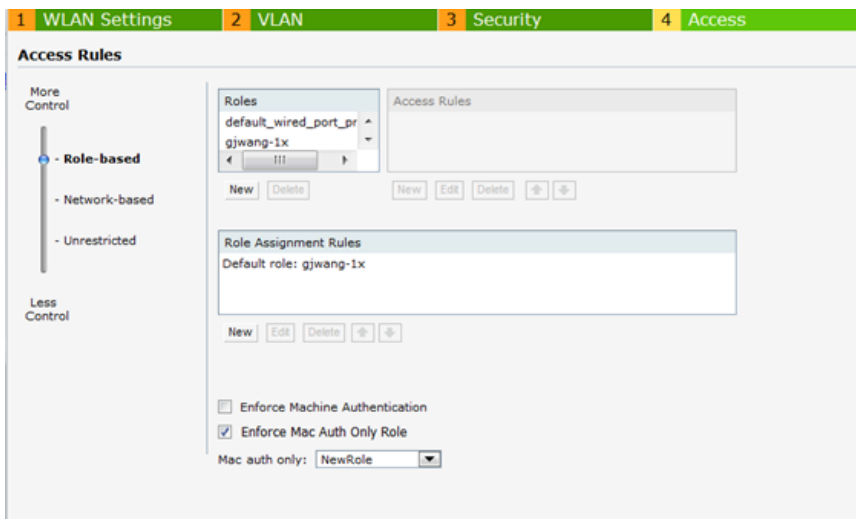 1 WLAN Settings 2 VLAN 3 Security 4 Access
Access Rules
More
Control
- Role-based
- Network-based
- Unrestricted
Less
Control
Roles
default_wired_port_pr
gjwang-1x
New Delete
Access Rules
New Edit Delete
Role Assignment Rules
Default role: gjwang-1x
New Edit Delete
Enforce Machine Authentication
Enforce Mac Auth Only Role
Mac auth only: NewRole